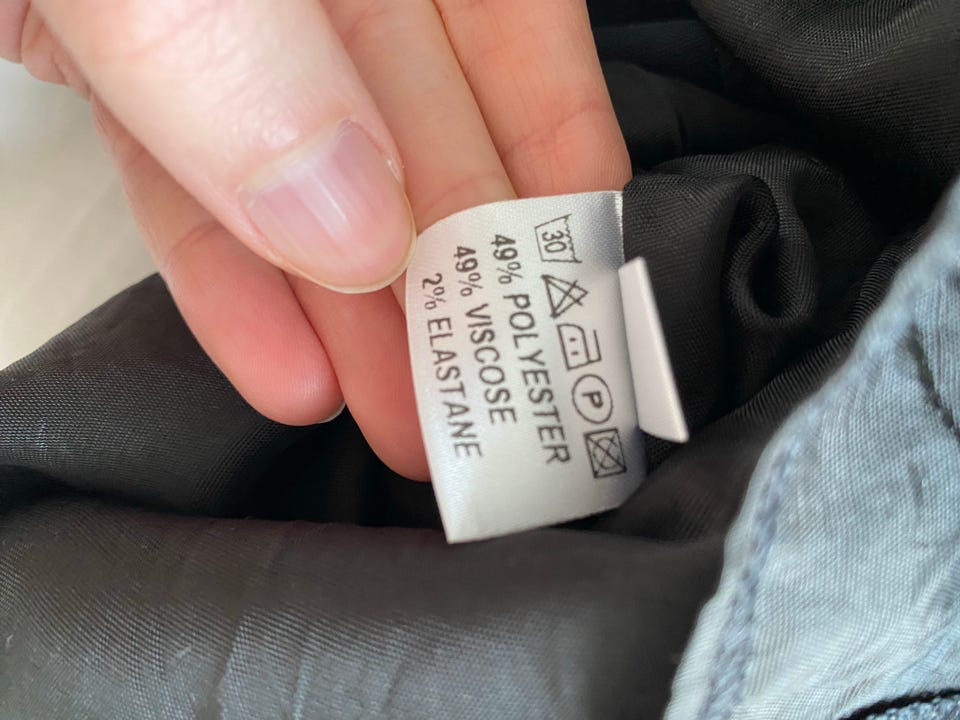 30
P
49% POLYESTER
49% VISCOSE
2% ELASTANE